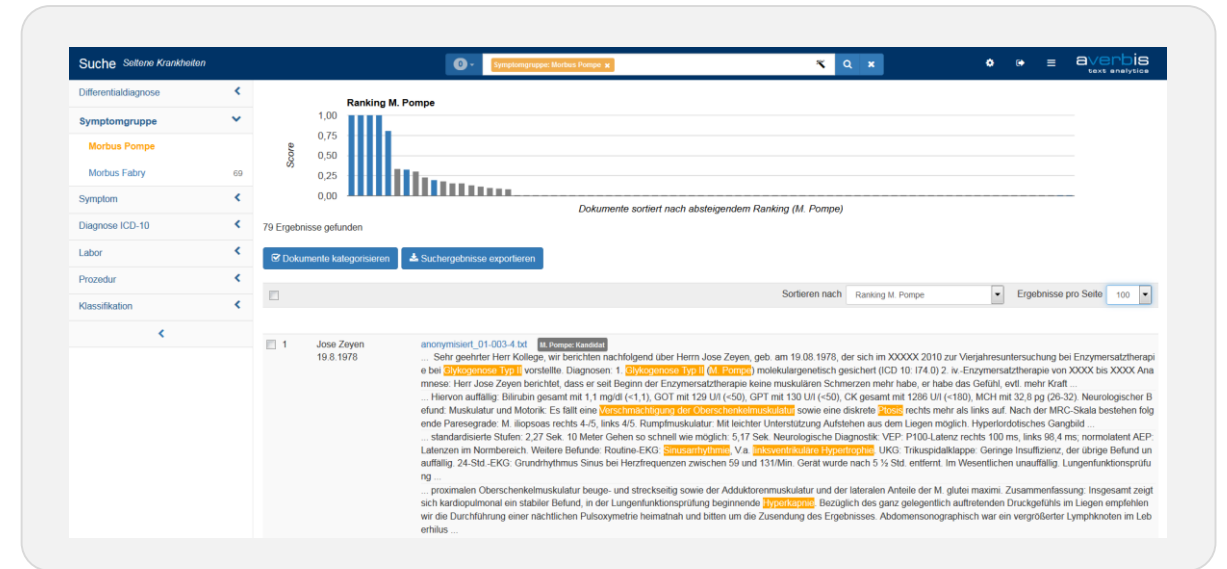 Suche Seltene Krankheiten
Symptomgruppe: Morbus Pompe x
averbis
text analytics
Differentialdiagnose
Symptomgruppe
Morbus Pompe
Morbus Fabry 69
Symptom
Diagnose ICD-10
Labor
Prozedur
Klassifikation
Ranking M. Pompe
1,00
0,75
0,50
0,25
0,00
Score
Dokumente sortiert nach absteigendem Ranking (M. Pompe)
79 Ergebnisse gefunden
Dokumente kategorisieren Suchergebnisse exportieren
Sortieren nach Ranking M. Pompe Ergebnisse pro Seite 100
1 Jose Zeyen anonymisiert_01-003-4.txt M. Pompe: Kandidat
19.8.1978 ... Sehr geehrter Herr Kollege, wir berichten nachfolgend über Herrn Jose Zeyen, geb. am 19.08.1978, der sich im XXXXX 2010 zur Vierjahresuntersuchung bei Enzymersatztherapi
e bei Glykogenose Typ II vorstellte. Diagnosen: 1. Glykogenose Typ II (M. Pompe) molekulargenetisch gesichert (ICD 10: I74.0) 2. iv.-Enzymersatztherapie von XXXX bis XXXX Ana
mnese: Herr Jose Zeyen berichtet, dass er seit Beginn der Enzymersatztherapie keine muskulären Schmerzen mehr habe, er habe das Gefühl, evtl. mehr Kraft ...
... Hiervon auffällig: Bilirubin gesamt mit 1,1 mg/dl (<1,1), GOT mit 129 U/l (<50), GPT mit 130 U/l (<50), CK gesamt mit 1286 U/l (<180), MCH mit 32,8 pg (26-32). Neurologischer B
efund: Muskulatur und Motorik: Es fällt eine Verschmächtigung der Oberschenkelmuskulatur sowie eine diskrete Ptosis rechts mehr als links auf. Nach der MRC-Skala bestehen folg
ende Paresegrade: M. iliopsoas rechts 4-/5, links 4/5. Rumpfmuskulatur: Mit leichter Unterstützung Aufstehen aus dem Liegen möglich. Hyperlordotisches Gangbild ...
... standardisierte Stufen: 2,27 Sek. 10 Meter Gehen so schnell wie möglich: 5,17 Sek. Neurologische Diagnostik: VEP: P100-Latenz rechts 100 ms, links 98,4 ms; normolatent AEP:
Latenzen im Normbereich. Weitere Befunde: Routine-EKG: Sinusarrhythmie, V.a. linksventrikuläre Hypertrophie. UKG: Trikuspidalklappe: Geringe Insuffizienz, der übrige Befund un
auffällig. 24-Std.-EKG: Grundrhythmus Sinus bei Herzfrequenzen zwischen 59 und 131/Min. Gerät wurde nach 5 ½ Std. entfernt. Im Wesentlichen unauffällig. Lungenfunktionsprüfu
ng ...
... proximalen Oberschenkelmuskulatur beuge- und streckseitig sowie der Adduktorenmuskulatur und der lateralen Anteile der M. glutei maximi. Zusammenfassung: Insgesamt zeigt
sich kardiopulmonal ein stabiler Befund, in der Lungenfunktionsprüfung beginnende Hyperkapnie. Bezüglich des ganz gelegentlich auftretenden Druckgefühls im Liegen empfehlen
wir die Durchführung einer nächtlichen Pulsoxymetrie heimatnah und bitten um die Zusendung des Ergebnisses. Abdomensonographisch war ein vergrößerter Lymphknoten im Leb
erhilus ...